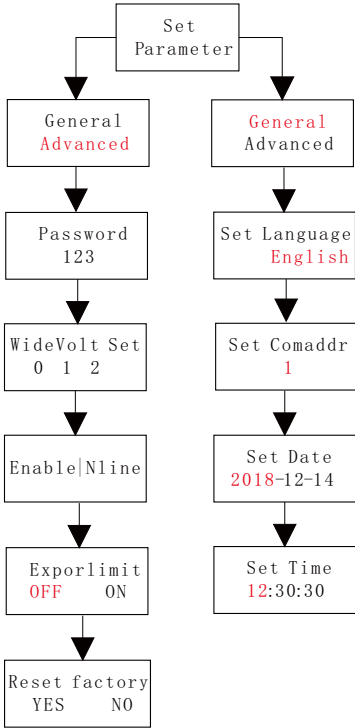 Set
Parameter
General
Advanced
Password
123
WideVolt Set
0 1 2
Enable|Nline
Exporlimit
OFF ON
Reset factory
YES NO
General
Advanced
Set Language
English
Set Comaddr
1
Set Date
2018-12-14
Set Time
12:30:30